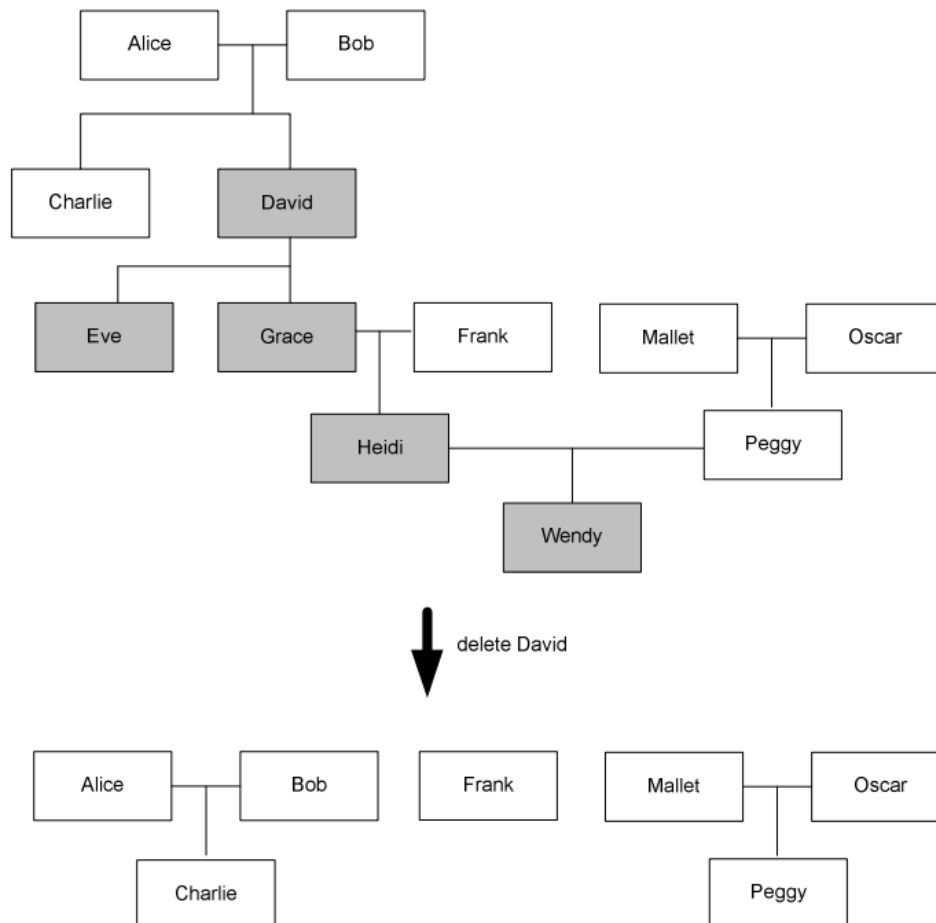 Alice
Bob
Charlie
David
Eve
Grace
Frank
Mallet
Oscar
Heidi
Peggy
Wendy
delete David
Alice
Bob
Frank
Mallet
Oscar
Charlie
Peggy